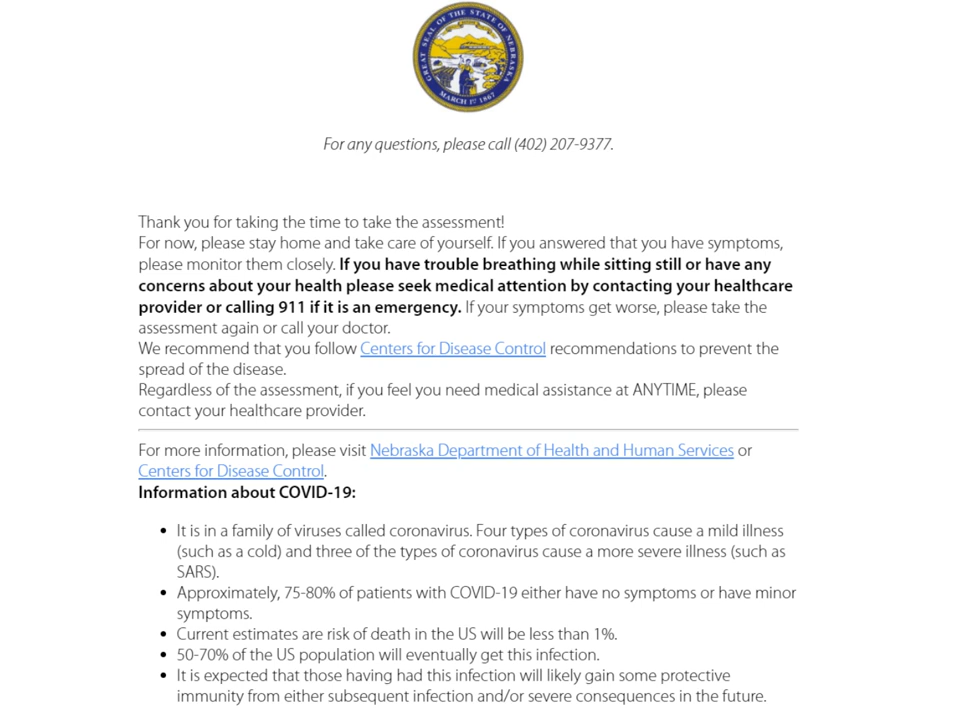 GREAT SEAL OF THE STATE OF NEBRASKA
MARCH 1ST 1867
For any questions, please call (402) 207-9377.
Thank you for taking the time to take the assessment!
For now, please stay home and take care of yourself. If you answered that you have symptoms,
please monitor them closely. If you have trouble breathing while sitting still or have any
concerns about your health please seek medical attention by contacting your healthcare
provider or calling 911 if it is an emergency. If your symptoms get worse, please take the
assessment again or call your doctor.
We recommend that you follow Centers for Disease Control recommendations to prevent the
spread of the disease.
Regardless of the assessment, if you feel you need medical assistance at ANYTIME, please
contact your healthcare provider.
For more information, please visit Nebraska Department of Health and Human Services or
Centers for Disease Control.
Information about COVID-19:
• It is in a family of viruses called coronavirus. Four types of coronavirus cause a mild illness
(such as a cold) and three of the types of coronavirus cause a more severe illness (such as
SARS).
• Approximately, 75-80% of patients with COVID-19 either have no symptoms or have minor
symptoms.
• Current estimates are risk of death in the US will be less than 1%.
• 50-70% of the US population will eventually get this infection.
• It is expected that those having had this infection will likely gain some protective
immunity from either subsequent infection and/or severe consequences in the future.